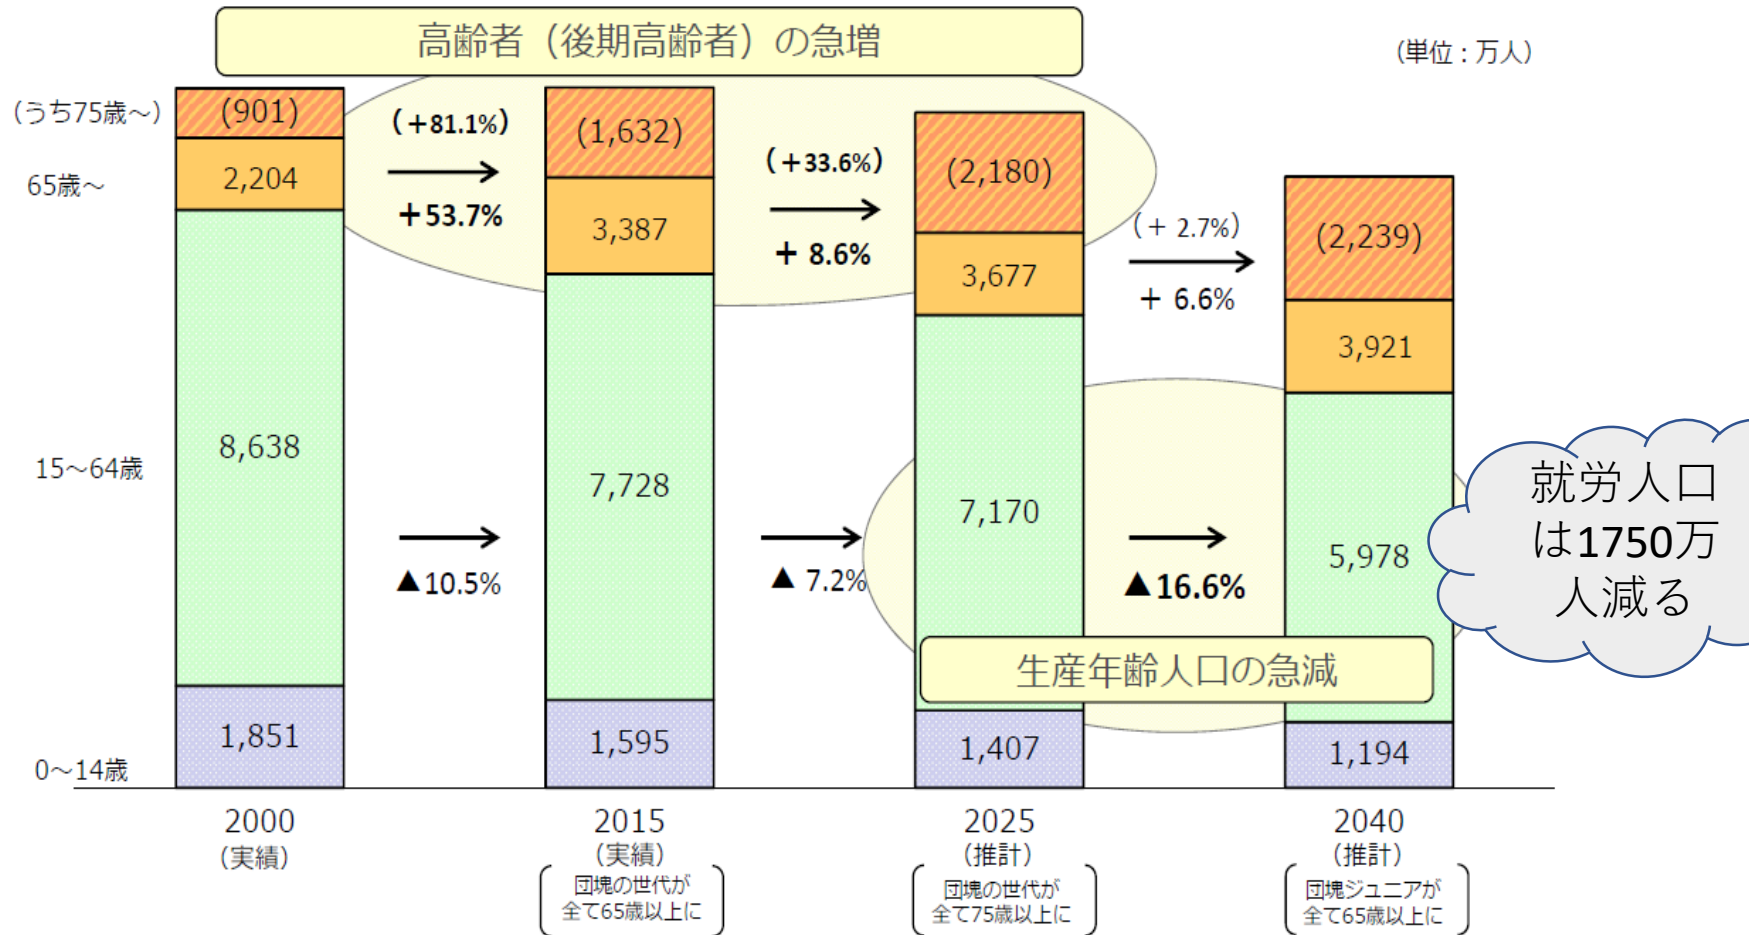 高齢者（後期高齢者）の急増
（単位：万人）
（うち75歳～）
(901)
(+81.1%)
(1,632)
(+33.6%)
(2,180)
65歳～
2,204
+53.7%
3,387
+ 8.6%
3,677
(+ 2.7%)
(2,239)
+ 6.6%
3,921
15～64歳
8,638
7,728
7,170
5,978
▲10.5%
▲ 7.2%
▲16.6%
就労人口
は1750万
人減る
生産年齢人口の急減
0～14歳
1,851
1,595
1,407
1,194
2000
（実績）
2015
（実績）
団塊の世代が
全て65歳以上に
2025
（推計）
団塊の世代が
全て75歳以上に
2040
（推計）
団塊ジュニアが
全て65歳以上に